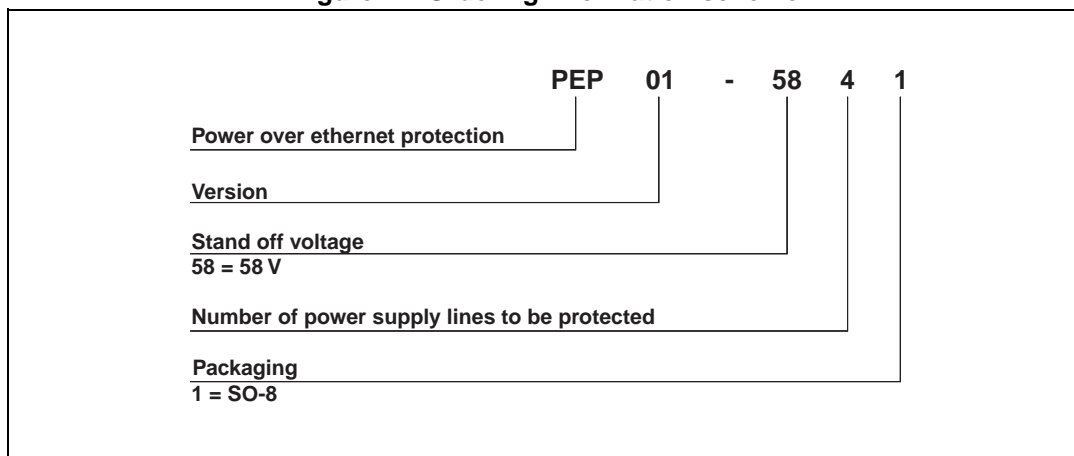 PEP 01 - 58 4 1
Power over ethernet protection
Version
Stand off voltage
58 = 58 V
Number of power supply lines to be protected
Packaging
1 = SO-8